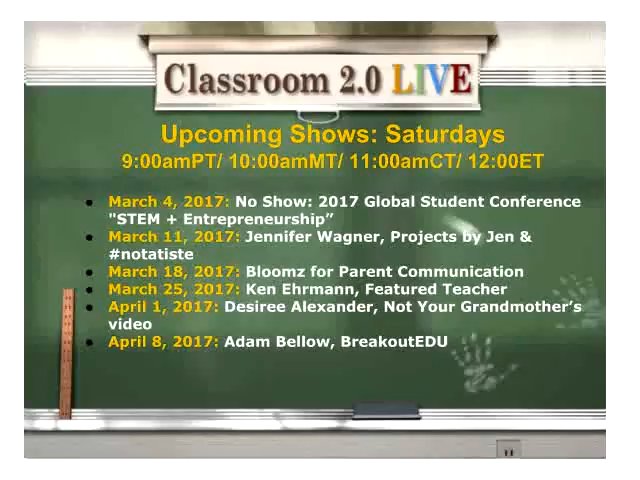 Classroom 2.0 LIVE
Upcoming Shows: Saturdays
9:00amPT/ 10:00amMT/ 11:00amCT/ 12:00ET
● March 4, 2017: No Show: 2017 Global Student Conference
"STEM + Entrepreneurship”
● March 11, 2017: Jennifer Wagner, Projects by Jen &
#notatiste
● March 18, 2017: Bloomz for Parent Communication
● March 25, 2017: Ken Ehrmann, Featured Teacher
● April 1, 2017: Desiree Alexander, Not Your Grandmother’s
video
● April 8, 2017: Adam Bellow, BreakoutEDU